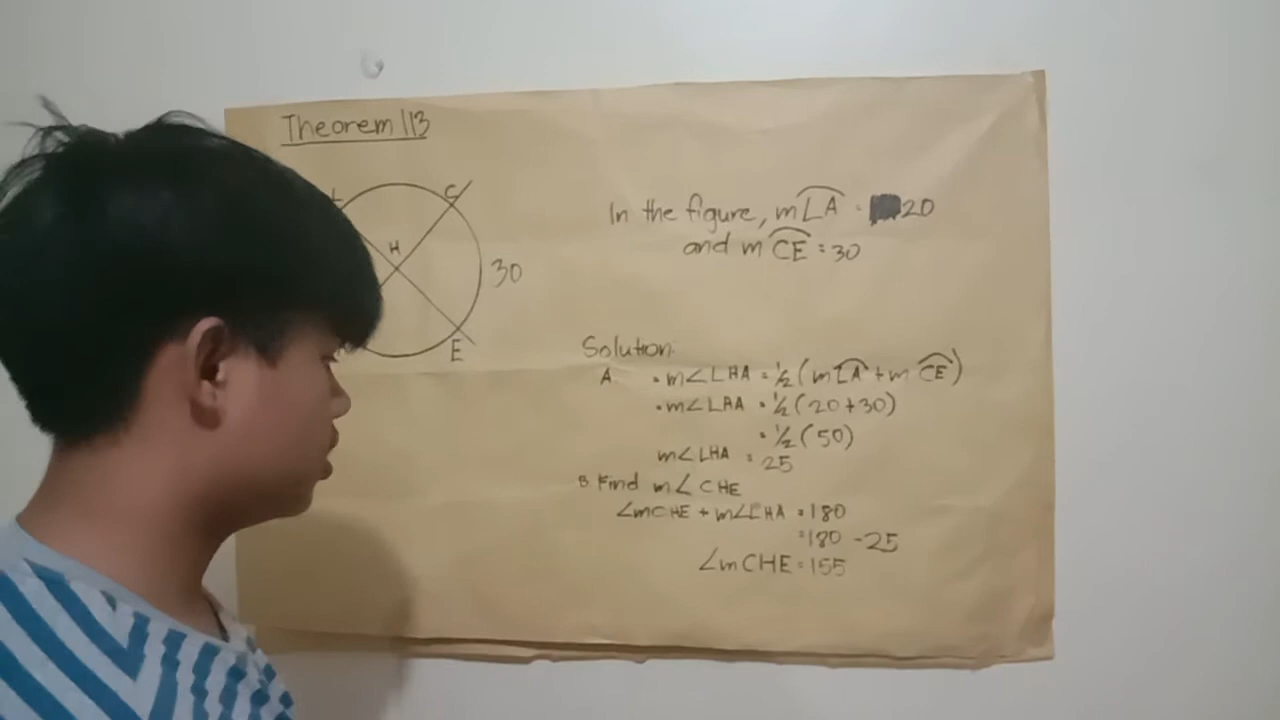 Theorem 113
L
C
H
30
E
In the figure, mLA = 20
and mCE = 30
Solution:
A. = m∠LHA = ½(mLA + mCE)
= m∠LAA = ½(20+30)
= ½(50)
m∠LHA = 25
B. Find m∠CHE
∠mCHE + m∠LHA = 180
=180 -25
∠mCHE = 155